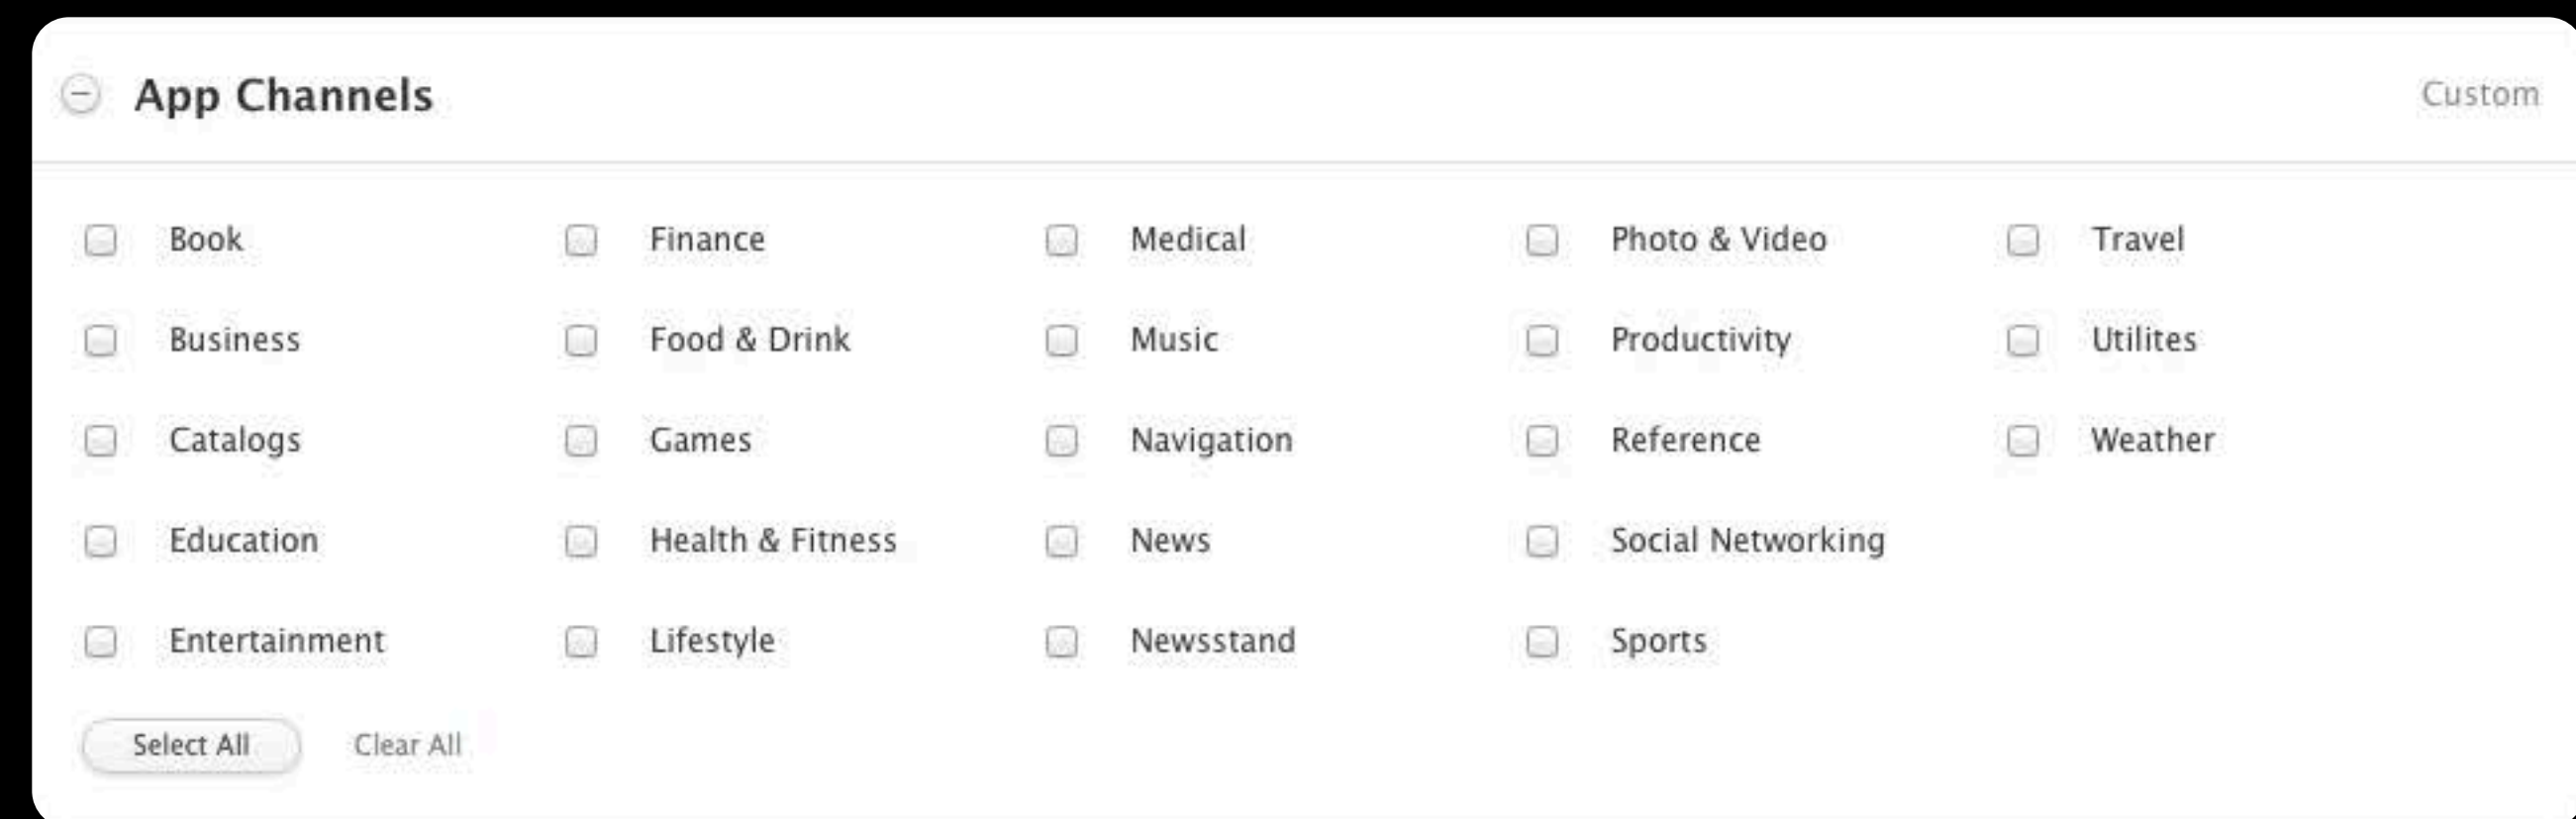 App Channels Custom
Book Finance Medical Photo & Video Travel
Business Food & Drink Music Productivity Utilites
Catalogs Games Navigation Reference Weather
Education Health & Fitness News Social Networking
Entertainment Lifestyle Newsstand Sports
Select All Clear All